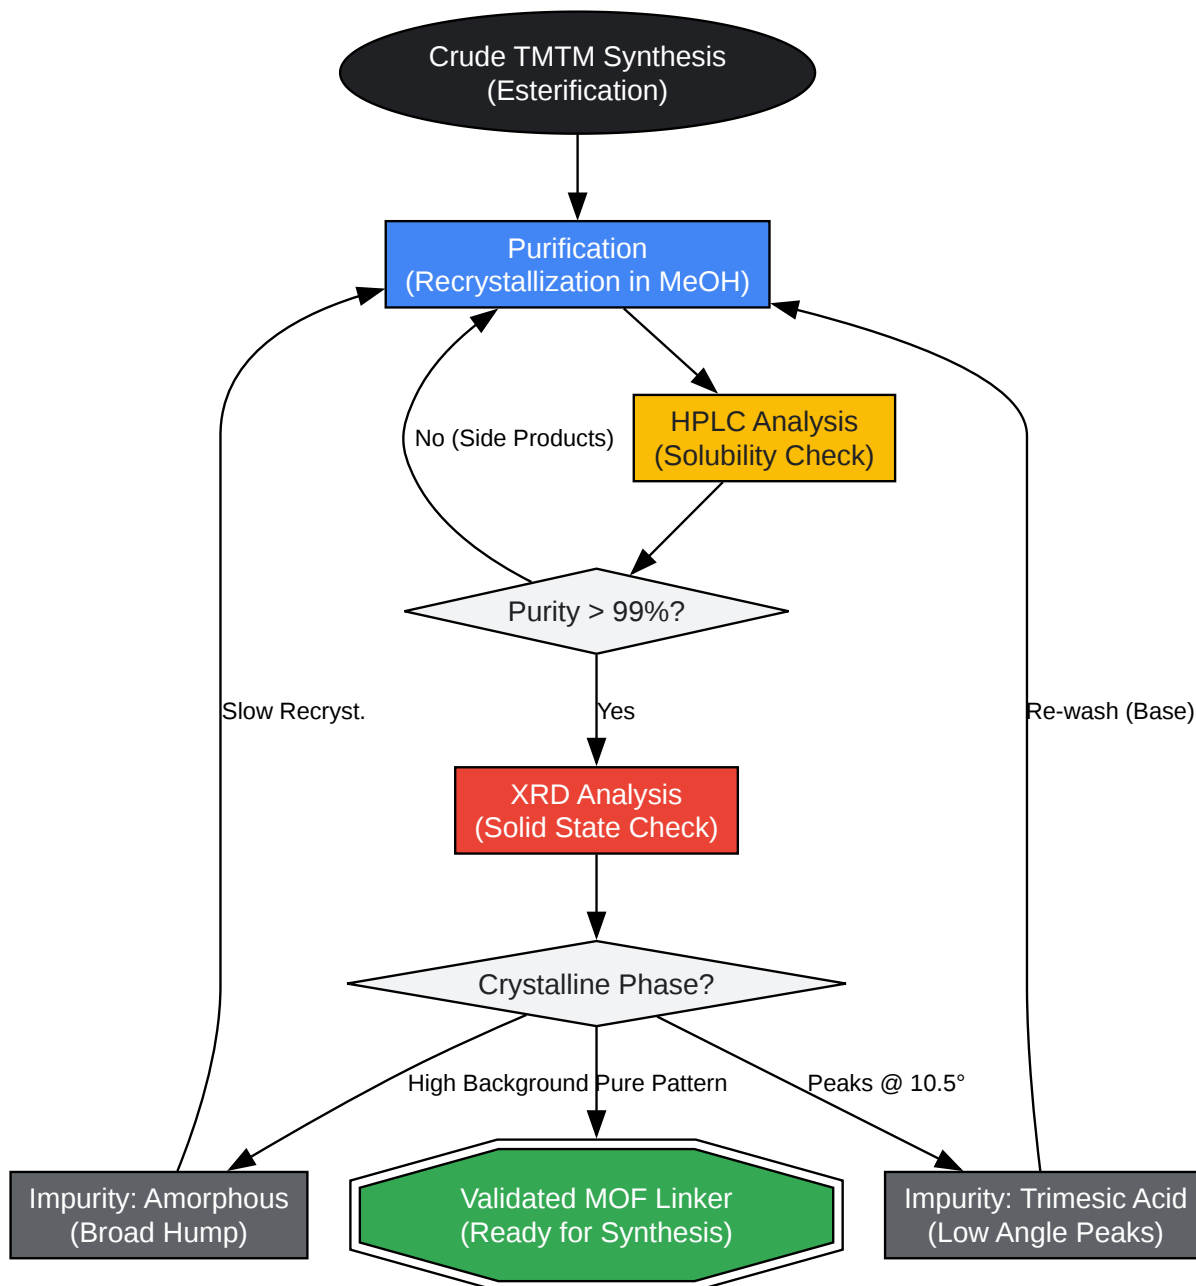 Crude TMTM Synthesis
(Esterification)
Purification
(Recrystallization in MeOH)
HPLC Analysis
(Solubility Check)
No (Side Products)
Purity > 99%?
Slow Recryst.
Yes
Re-wash (Base)
XRD Analysis
(Solid State Check)
Crystalline Phase?
High Background
Pure Pattern
Peaks @ 10.5°
Impurity: Amorphous
(Broad Hump)
Validated MOF Linker
(Ready for Synthesis)
Impurity: Trimesic Acid
(Low Angle Peaks)